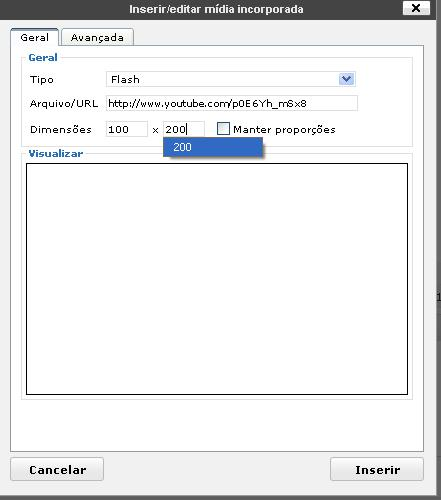 Inserir/editar mídia incorporada
Geral
Avançada
Geral
Tipo
Flash
Arquivo/URL
http://www.youtube.com/p0E6Yh_mSx8
Dimensões
100 x 200
Manter proporções
200
Visualizar
1
Cancelar
Inserir